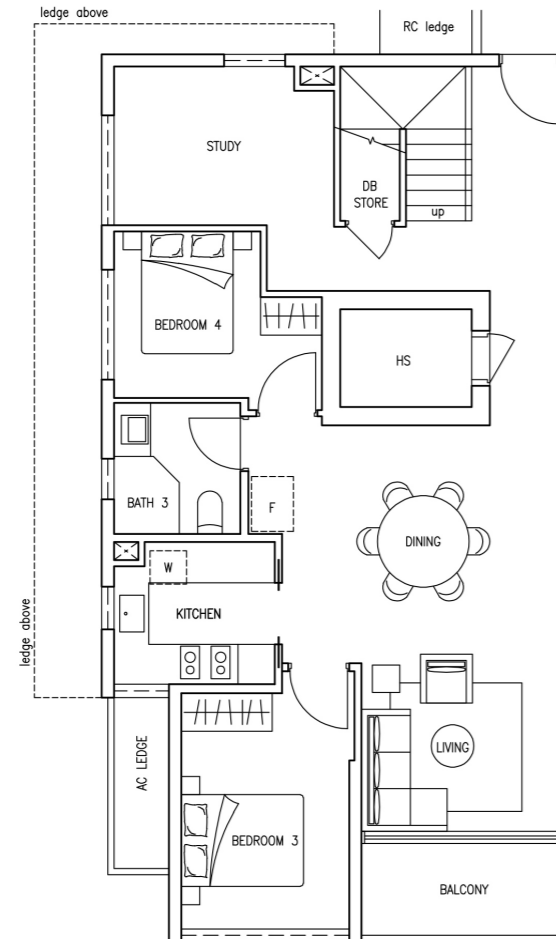 ledge above
RC ledge
STUDY
DB
STORE
up
BEDROOM 4
HS
BATH 3
F
DINING
W
KITCHEN
ledge above
AC LEDGE
LIVING
BEDROOM 3
BALCONY